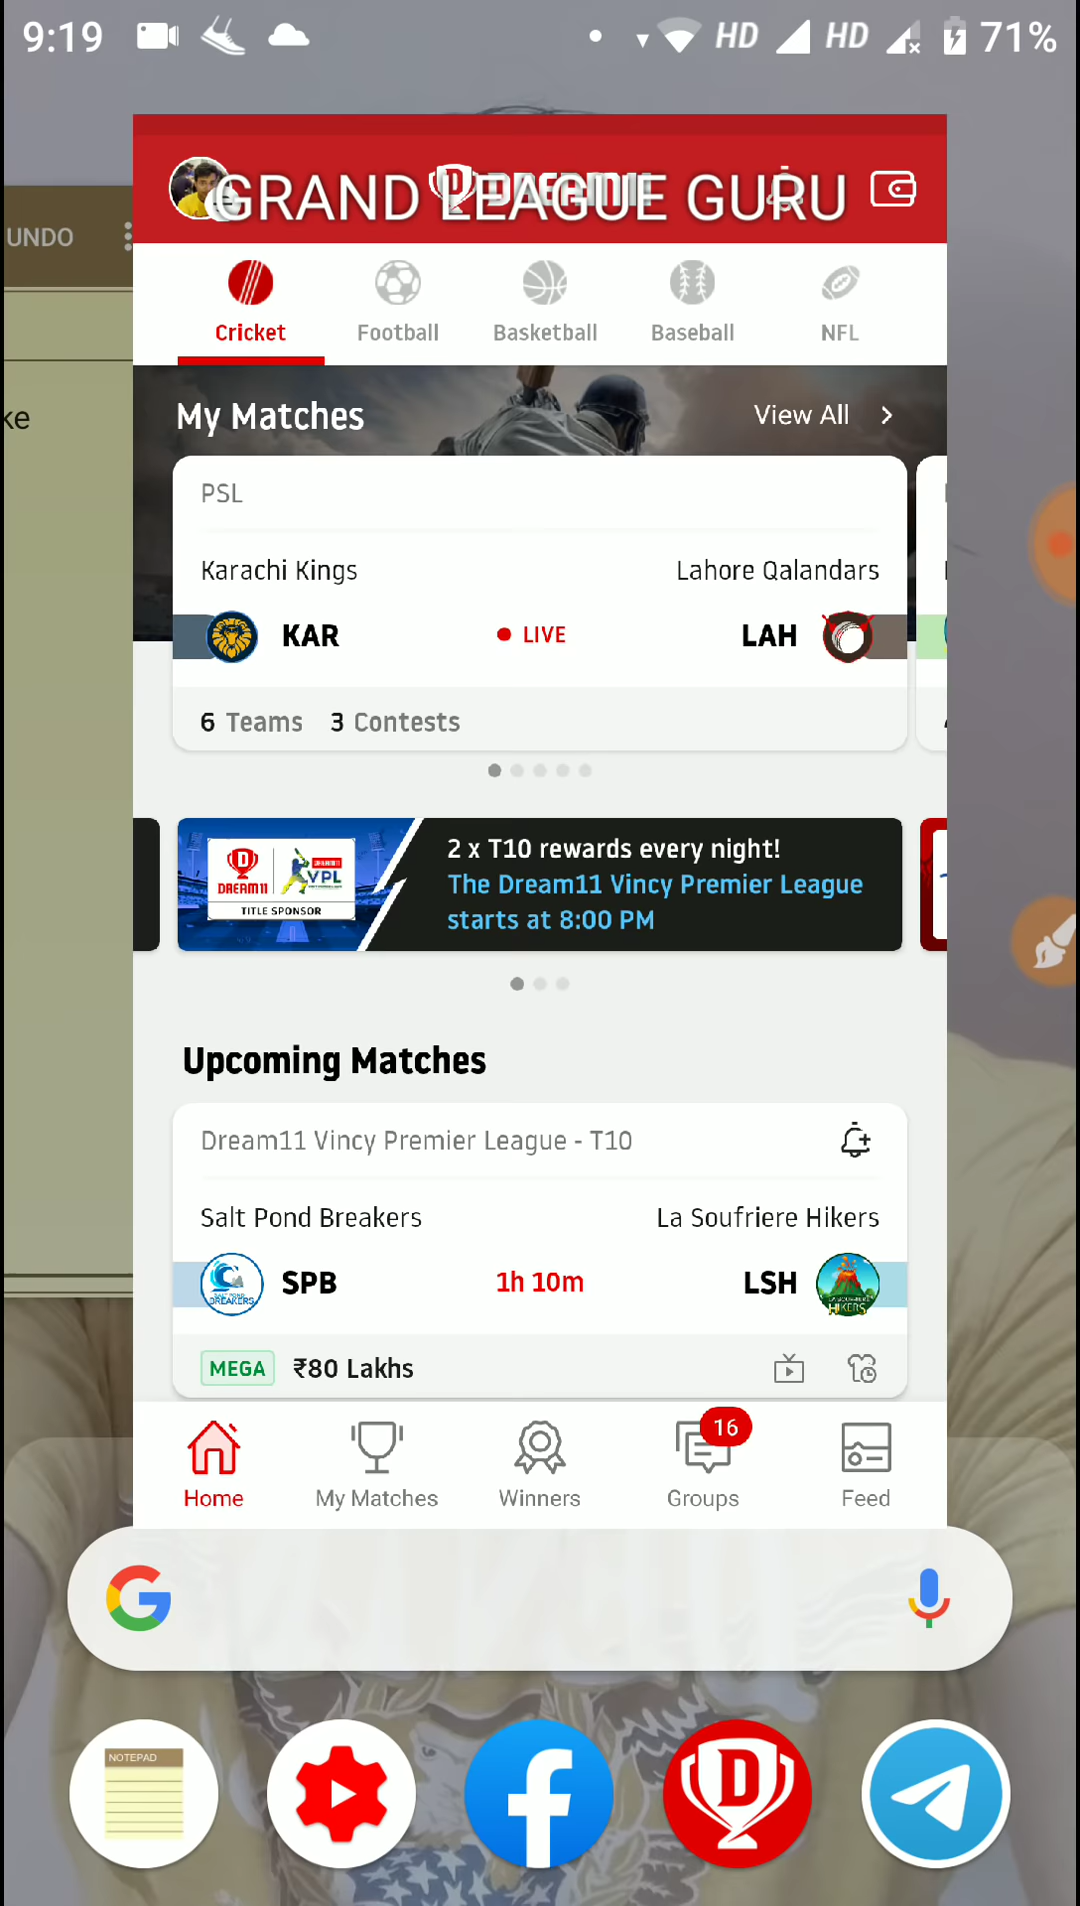 9:19 HD HD 71%
GRAND LEAGUE GURU
UNDO
Cricket Football Basketball Baseball NFL
ke
My Matches View All
PSL
Karachi Kings Lahore Qalandars
KAR LIVE LAH
6 Teams 3 Contests
2 x T10 rewards every night!
The Dream11 Vincy Premier League
starts at 8:00 PM
DREAM11 VPL
TITLE SPONSOR
Upcoming Matches
Dream11 Vincy Premier League - T10
Salt Pond Breakers La Soufriere Hikers
SPB 1h 10m LSH
BREAKERS HIKERS
MEGA ₹80 Lakhs
16
Home My Matches Winners Groups Feed
NOTEPAD